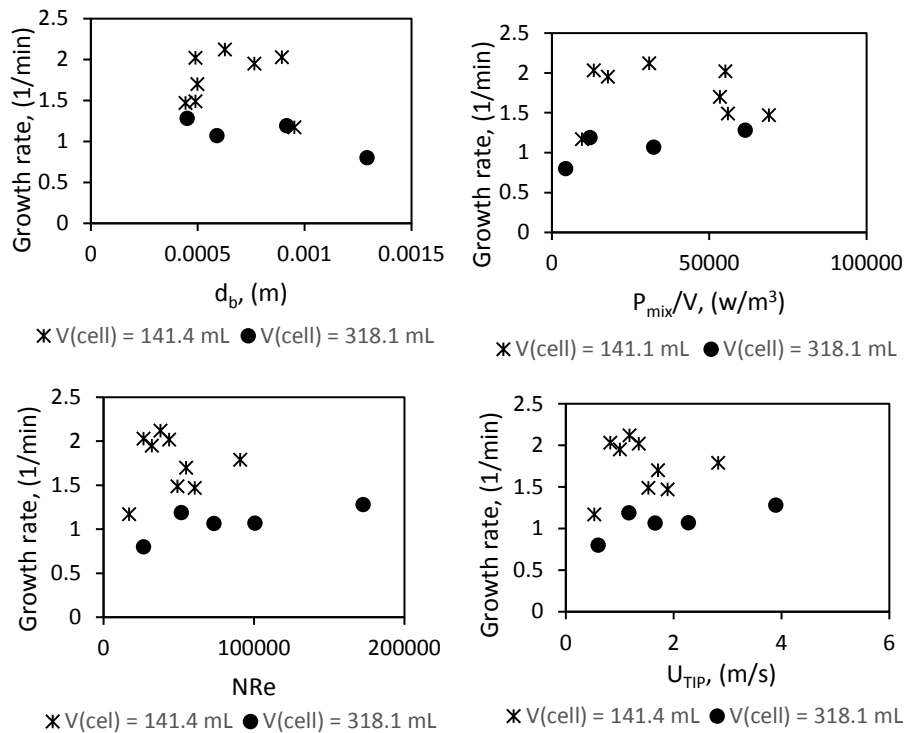 Growth rate, (1/min)
2.5
2
1.5
1
0.5
0
0 0.0005 0.001 0.0015
d_b, (m)
V(cell) = 141.4 mL V(cell) = 318.1 mL
Growth rate, (1/min)
2.5
2
1.5
1
0.5
0
0 50000 100000
P_mix/V, (w/m³)
V(cell) = 141.1 mL V(cell) = 318.1 mL
Growth rate, (1/min)
2.5
2
1.5
1
0.5
0
0 100000 200000
NRe
V(cel) = 141.4 mL V(cell) = 318.1 mL
Growth rate, (1/min)
2.5
2
1.5
1
0.5
0
0 2 4 6
U_TIP, (m/s)
V(cell) = 141.4 mL V(cell) = 318.1 mL